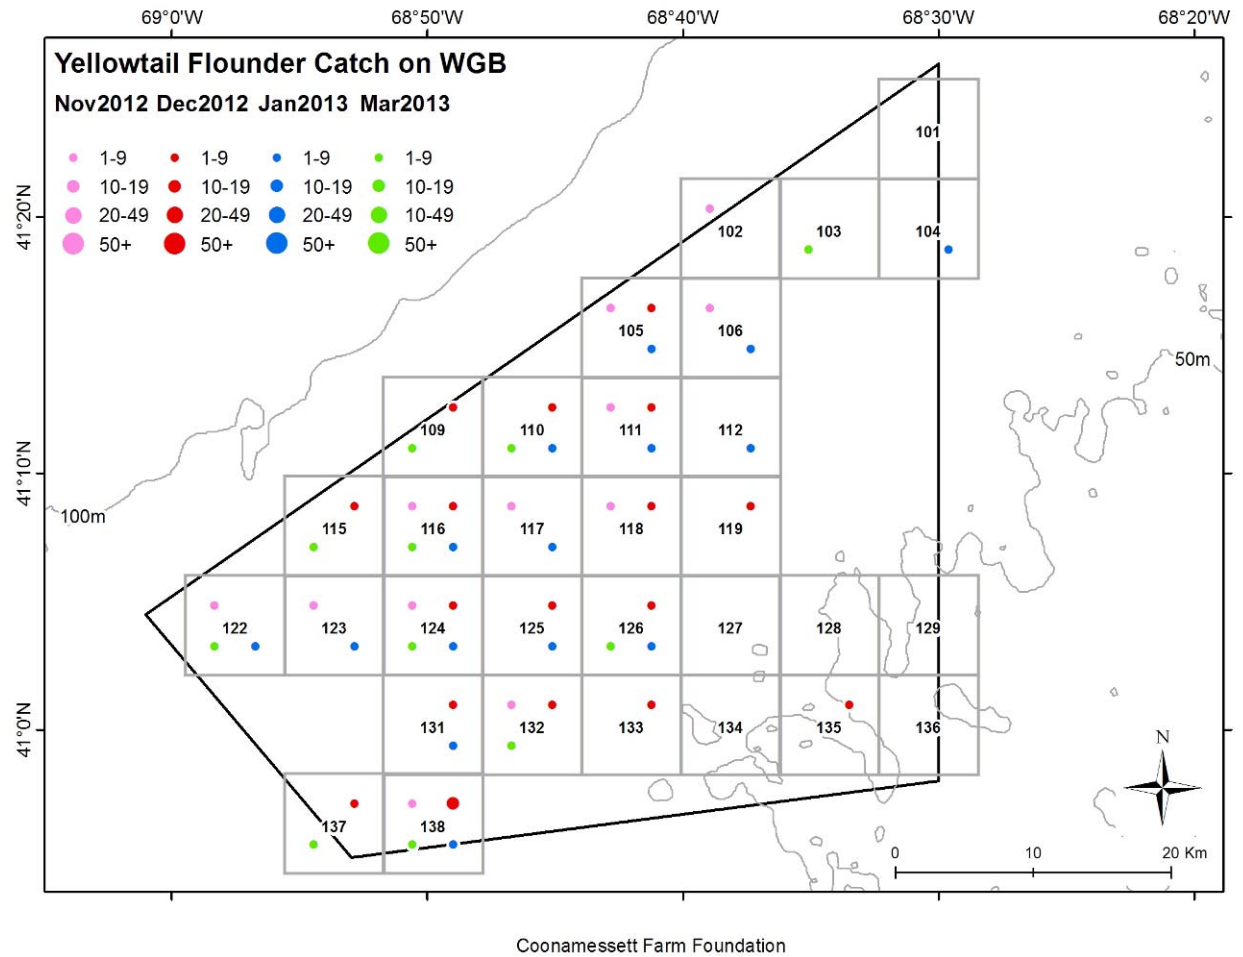 69°0'W 68°50'W 68°40'W 68°30'W 68°20'W
Yellowtail Flounder Catch on WGB
Nov2012 Dec2012 Jan2013 Mar2013
1-9 1-9 1-9 1-9
10-19 10-19 10-19 10-19
20-49 20-49 20-49 10-49
50+ 50+ 50+ 50+
41°20'N
41°10'N
41°0'N
101
102 103 104
105 106
50m
109 110 111 112
100m
115 116 117 118 119
122 123 124 125 126 127 128 129
131 132 133 134 135 136
N
137 138
0 10 20 Km
Coonamessett Farm Foundation